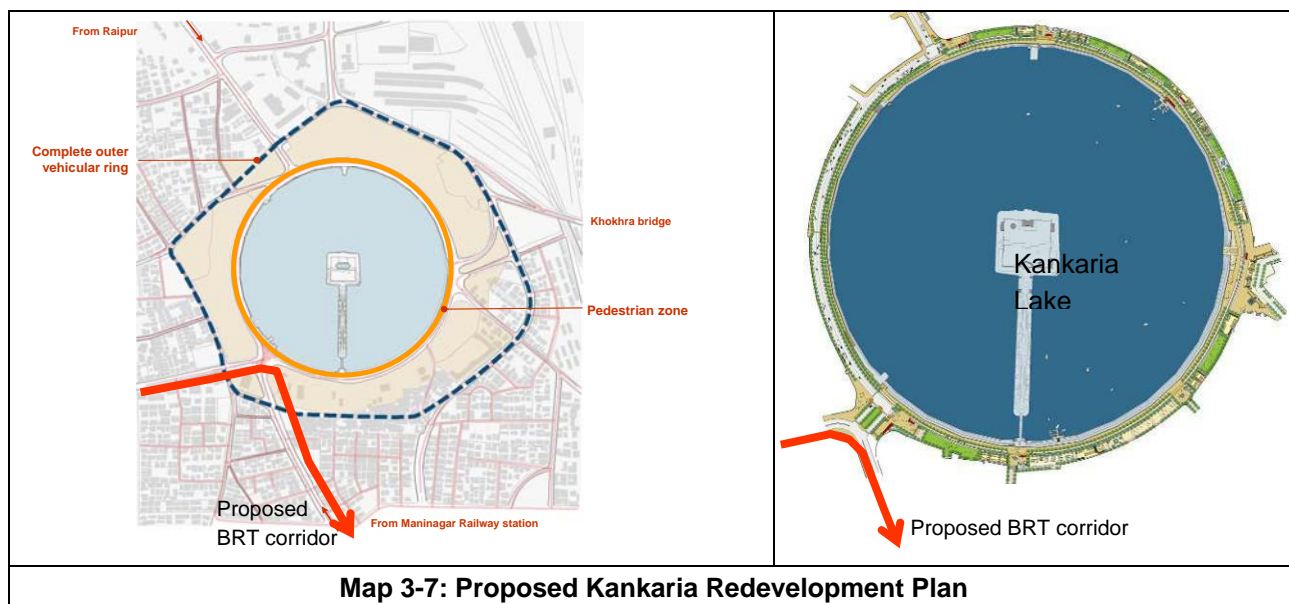 From Raipur
Complete outer
vehicular ring
Khokhra bridge
Pedestrian zone
Proposed
BRT corridor
From Maninagar Railway station
Kankaria
Lake
Proposed BRT corridor
Map 3-7: Proposed Kankaria Redevelopment Plan